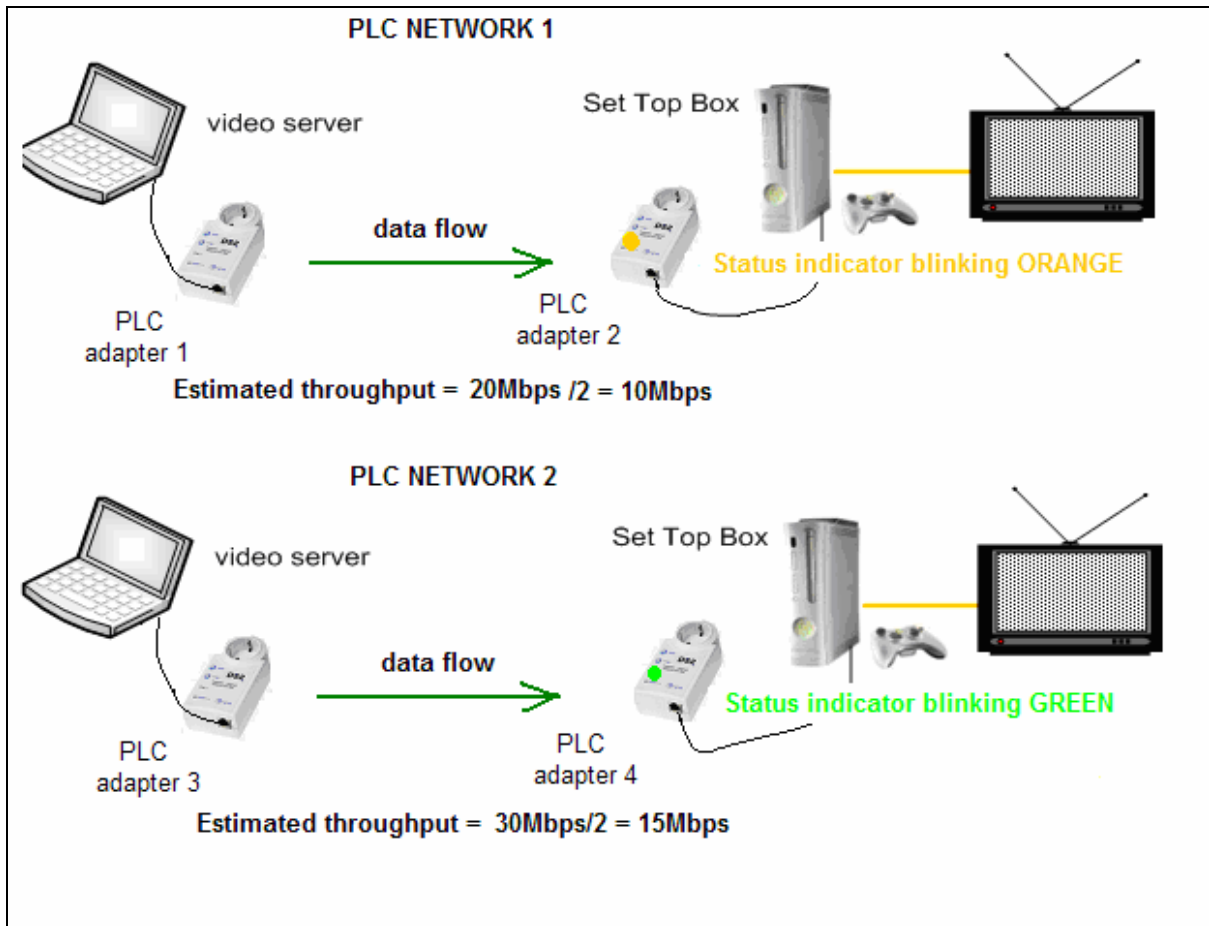 PLC NETWORK 1
video server
Set Top Box
data flow
Status indicator blinking ORANGE
PLC
adapter 1
PLC
adapter 2
Estimated throughput = 20Mbps /2 = 10Mbps
PLC NETWORK 2
video server
Set Top Box
data flow
Status indicator blinking GREEN
PLC
adapter 3
PLC
adapter 4
Estimated throughput = 30Mbps/2 = 15Mbps